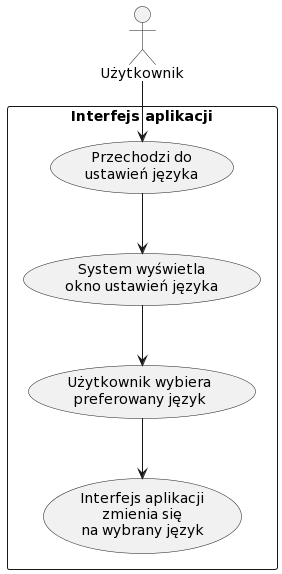 Użytkownik
Interfejs aplikacji
Przechodzi do
ustawień języka
System wyświetla
okno ustawień języka
Użytkownik wybiera
preferowany język
Interfejs aplikacji
zmienia się
na wybrany język